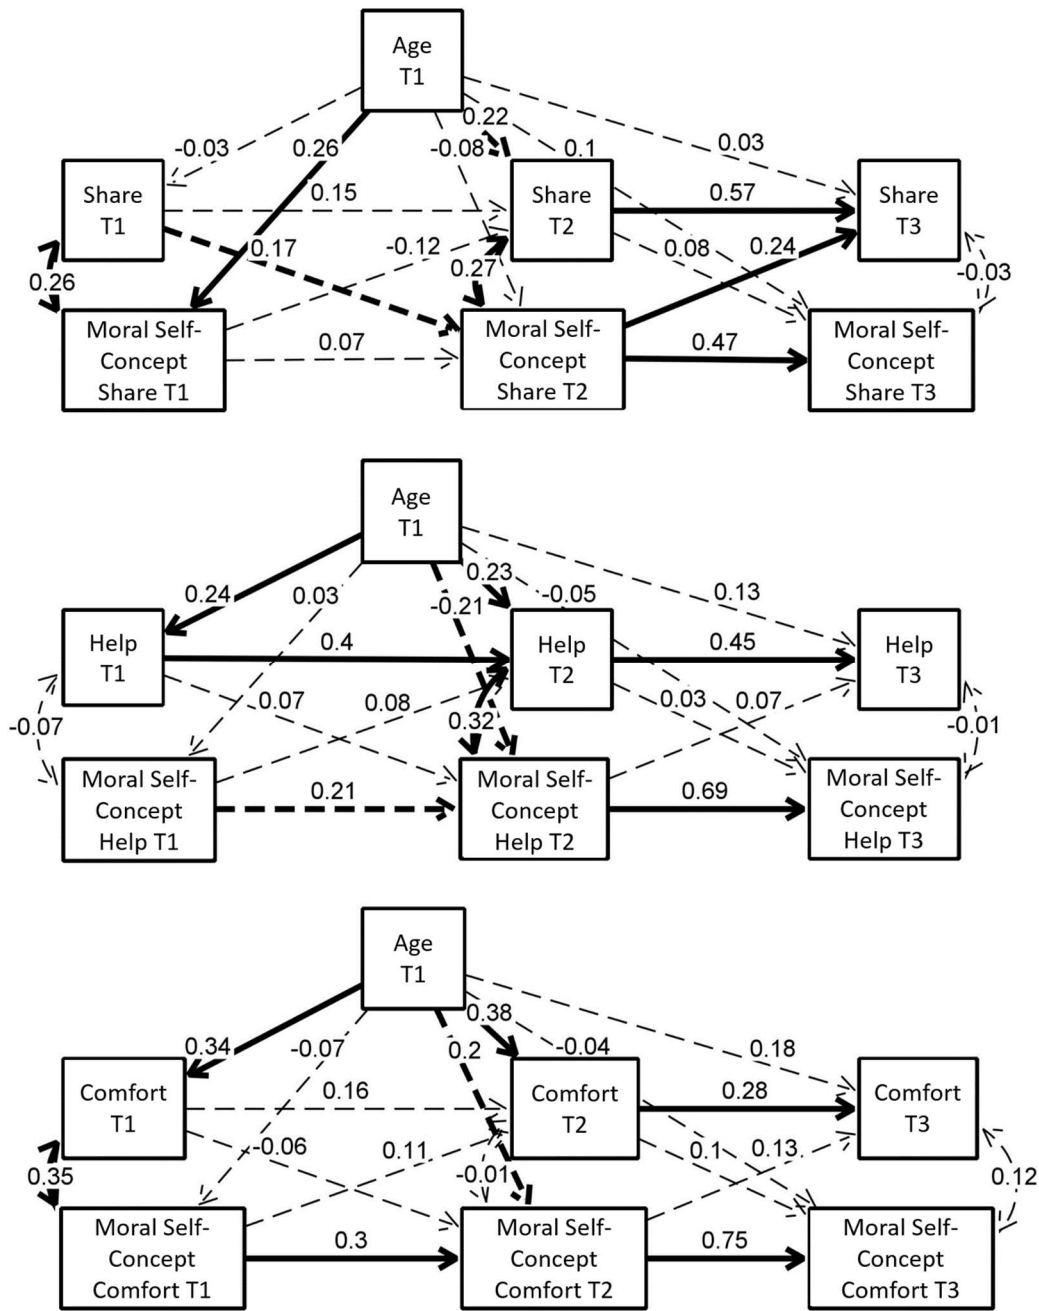 Age
T1
0.22
-0.03
0.26
-0.08
0.1
0.03
Share
T1
0.15
Share
T2
0.57
Share
T3
0.17
-0.12
0.27
0.08
0.24
0.26
-0.03
Moral Self-
Concept
Share T1
0.07
Moral Self-
Concept
Share T2
0.47
Moral Self-
Concept
Share T3
Age
T1
0.23
0.24
0.03
-0.21
-0.05
0.13
Help
T1
0.4
Help
T2
0.45
Help
T3
-0.07
0.07
0.08
0.32
0.03
0.07
-0.01
Moral Self-
Concept
Help T1
0.21
Moral Self-
Concept
Help T2
0.69
Moral Self-
Concept
Help T3
Age
T1
0.38
0.34
-0.07
0.2
-0.04
0.18
Comfort
T1
0.16
Comfort
T2
0.28
Comfort
T3
0.35
-0.06
0.11
-0.01
0.1
0.13
0.12
Moral Self-
Concept
Comfort T1
0.3
Moral Self-
Concept
Comfort T2
0.75
Moral Self-
Concept
Comfort T3